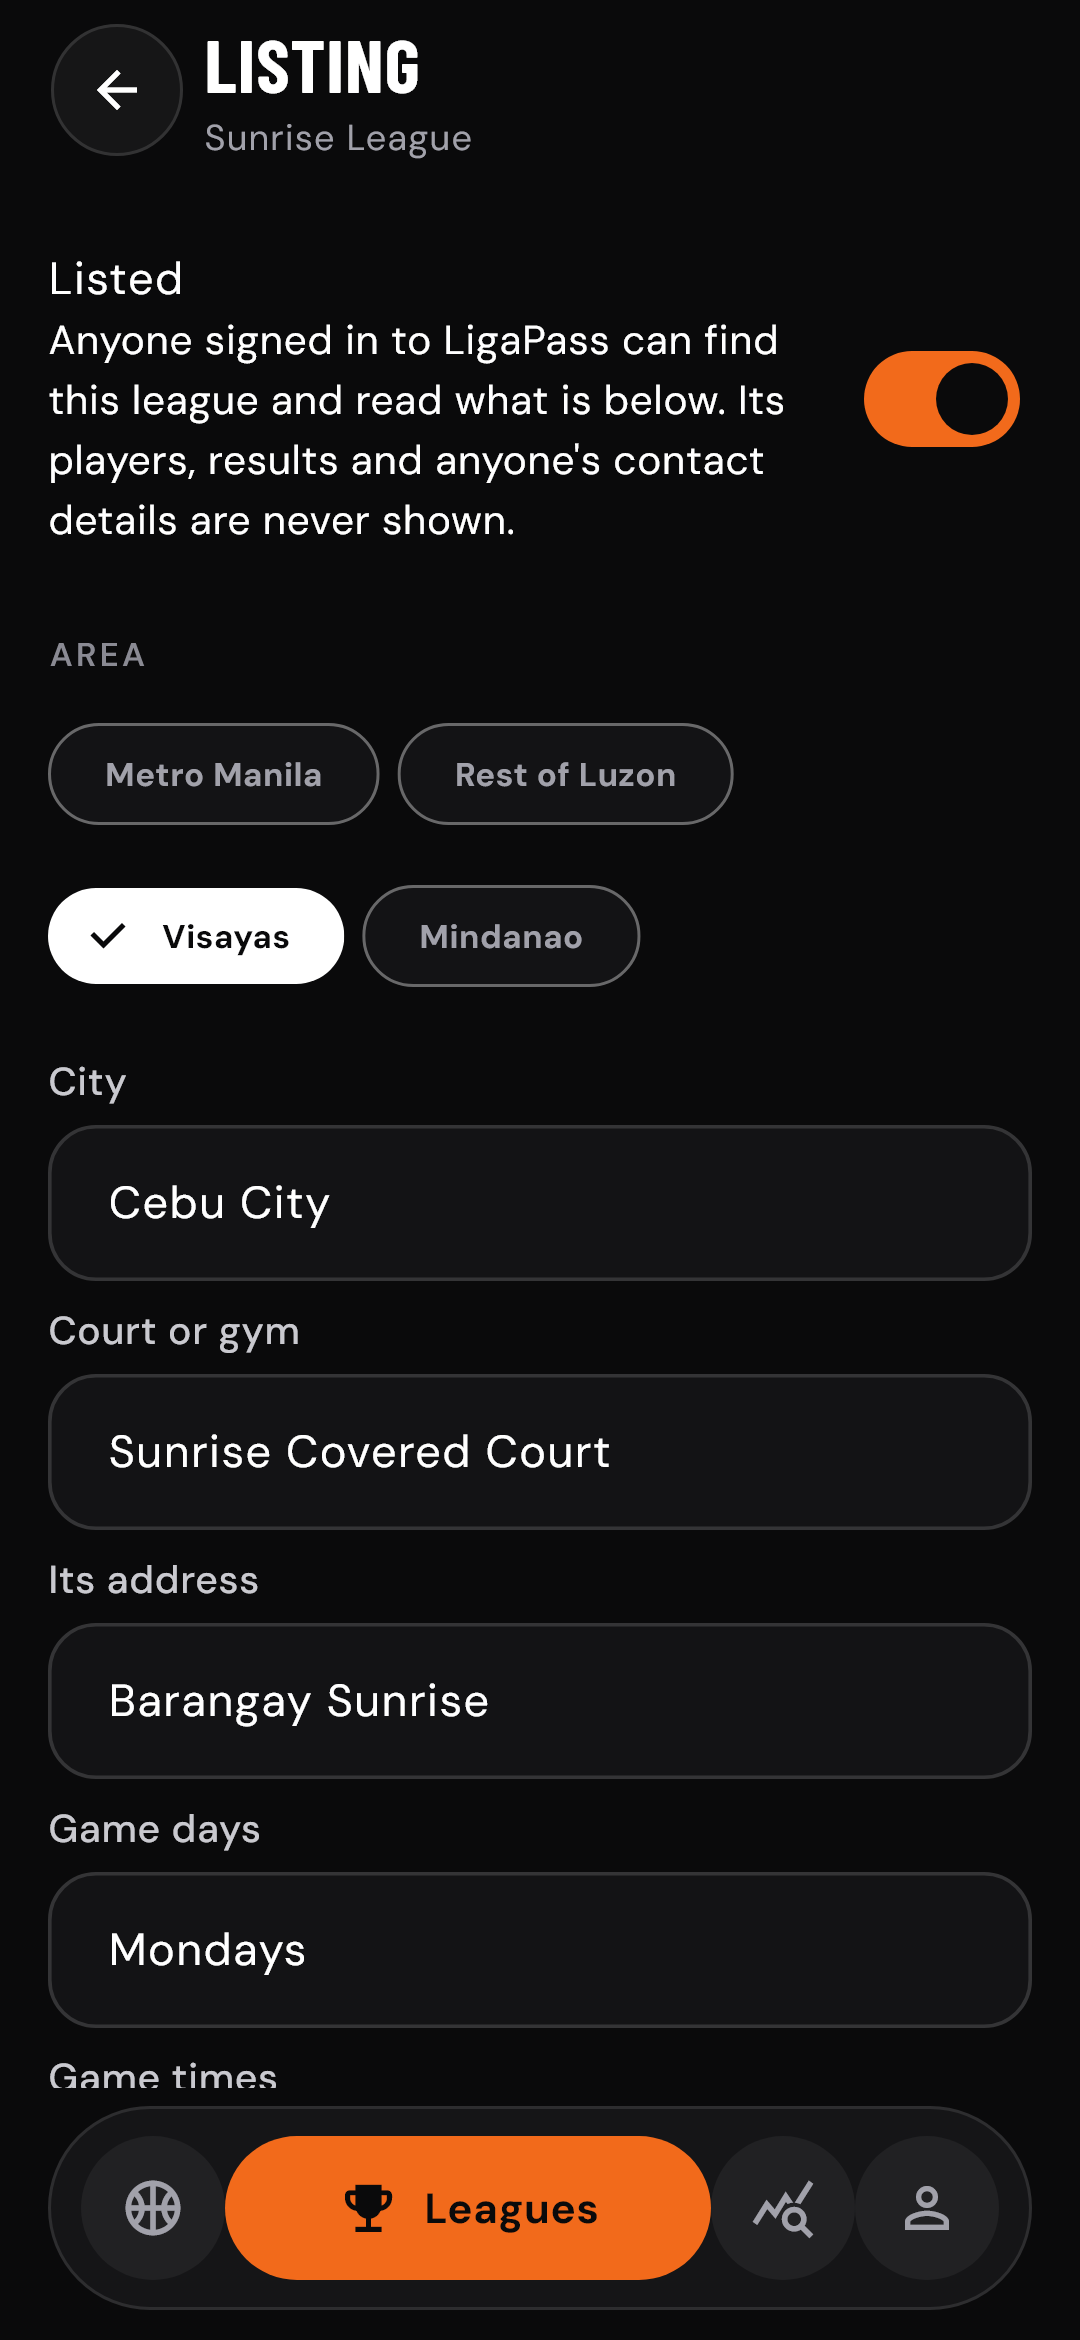 LISTING
Sunrise League
Listed
Anyone signed in to LigaPass can find
this league and read what is below. Its
players, results and anyone's contact
details are never shown.
AREA
Metro Manila
Rest of Luzon
Visayas
Mindanao
City
Cebu City
Court or gym
Sunrise Covered Court
Its address
Barangay Sunrise
Game days
Mondays
Game times
Leagues